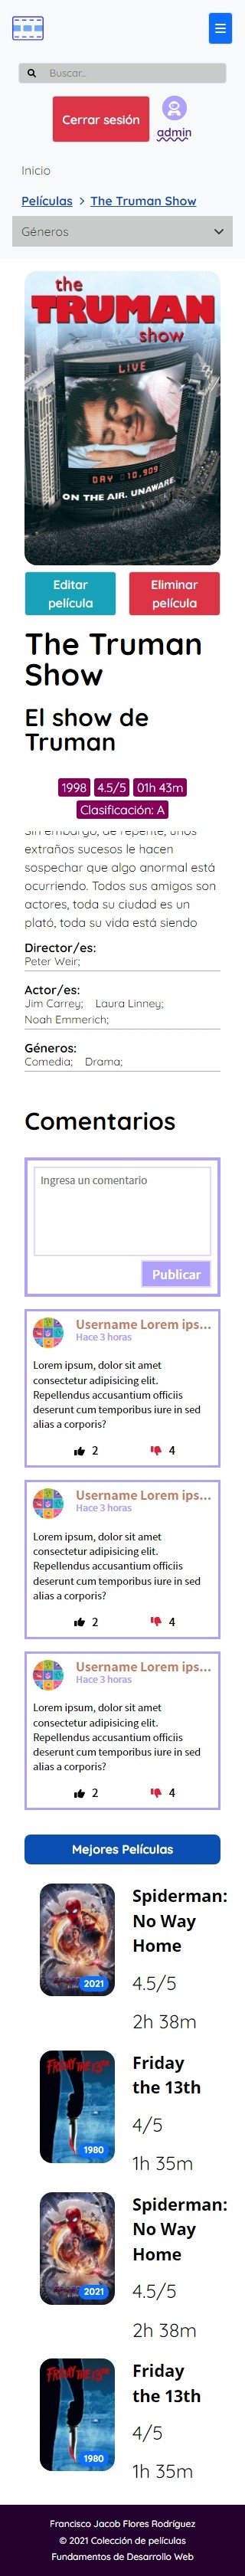 Buscar...
Cerrar sesión
admin
Inicio
Películas > The Truman Show
Géneros
the
TRUMAN
show
LIVE
DAY 10,909
ON THE AIR. UNAWARE.
Editar
película
Eliminar
película
The Truman
Show
El show de
Truman
1998 4.5/5 01h 43m
Clasificación: A
Sin embargo, de repente, unos
extraños sucesos le hacen
sospechar que algo anormal está
ocurriendo. Todos sus amigos son
actores, toda su ciudad es un
plató, toda su vida está siendo
Director/es:
Peter Weir;
Actor/es:
Jim Carrey; Laura Linney;
Noah Emmerich;
Géneros:
Comedia; Drama;
Comentarios
Ingresa un comentario
Publicar
Username Lorem ips...
Hace 3 horas
Lorem ipsum, dolor sit amet
consectetur adipisicing elit.
Repellendus accusantium officiis
deserunt cum temporibus iure in sed
alias a corporis?
2 4
Username Lorem ips...
Hace 3 horas
Lorem ipsum, dolor sit amet
consectetur adipisicing elit.
Repellendus accusantium officiis
deserunt cum temporibus iure in sed
alias a corporis?
2 4
Username Lorem ips...
Hace 3 horas
Lorem ipsum, dolor sit amet
consectetur adipisicing elit.
Repellendus accusantium officiis
deserunt cum temporibus iure in sed
alias a corporis?
2 4
Mejores Películas
2021
Spiderman:
No Way
Home
4.5/5
2h 38m
FRIDAY THE 13TH
1980
Friday
the 13th
4/5
1h 35m
2021
Spiderman:
No Way
Home
4.5/5
2h 38m
FRIDAY THE 13TH
1980
Friday
the 13th
4/5
1h 35m
Francisco Jacob Flores Rodríguez
© 2021 Colección de películas
Fundamentos de Desarrollo Web